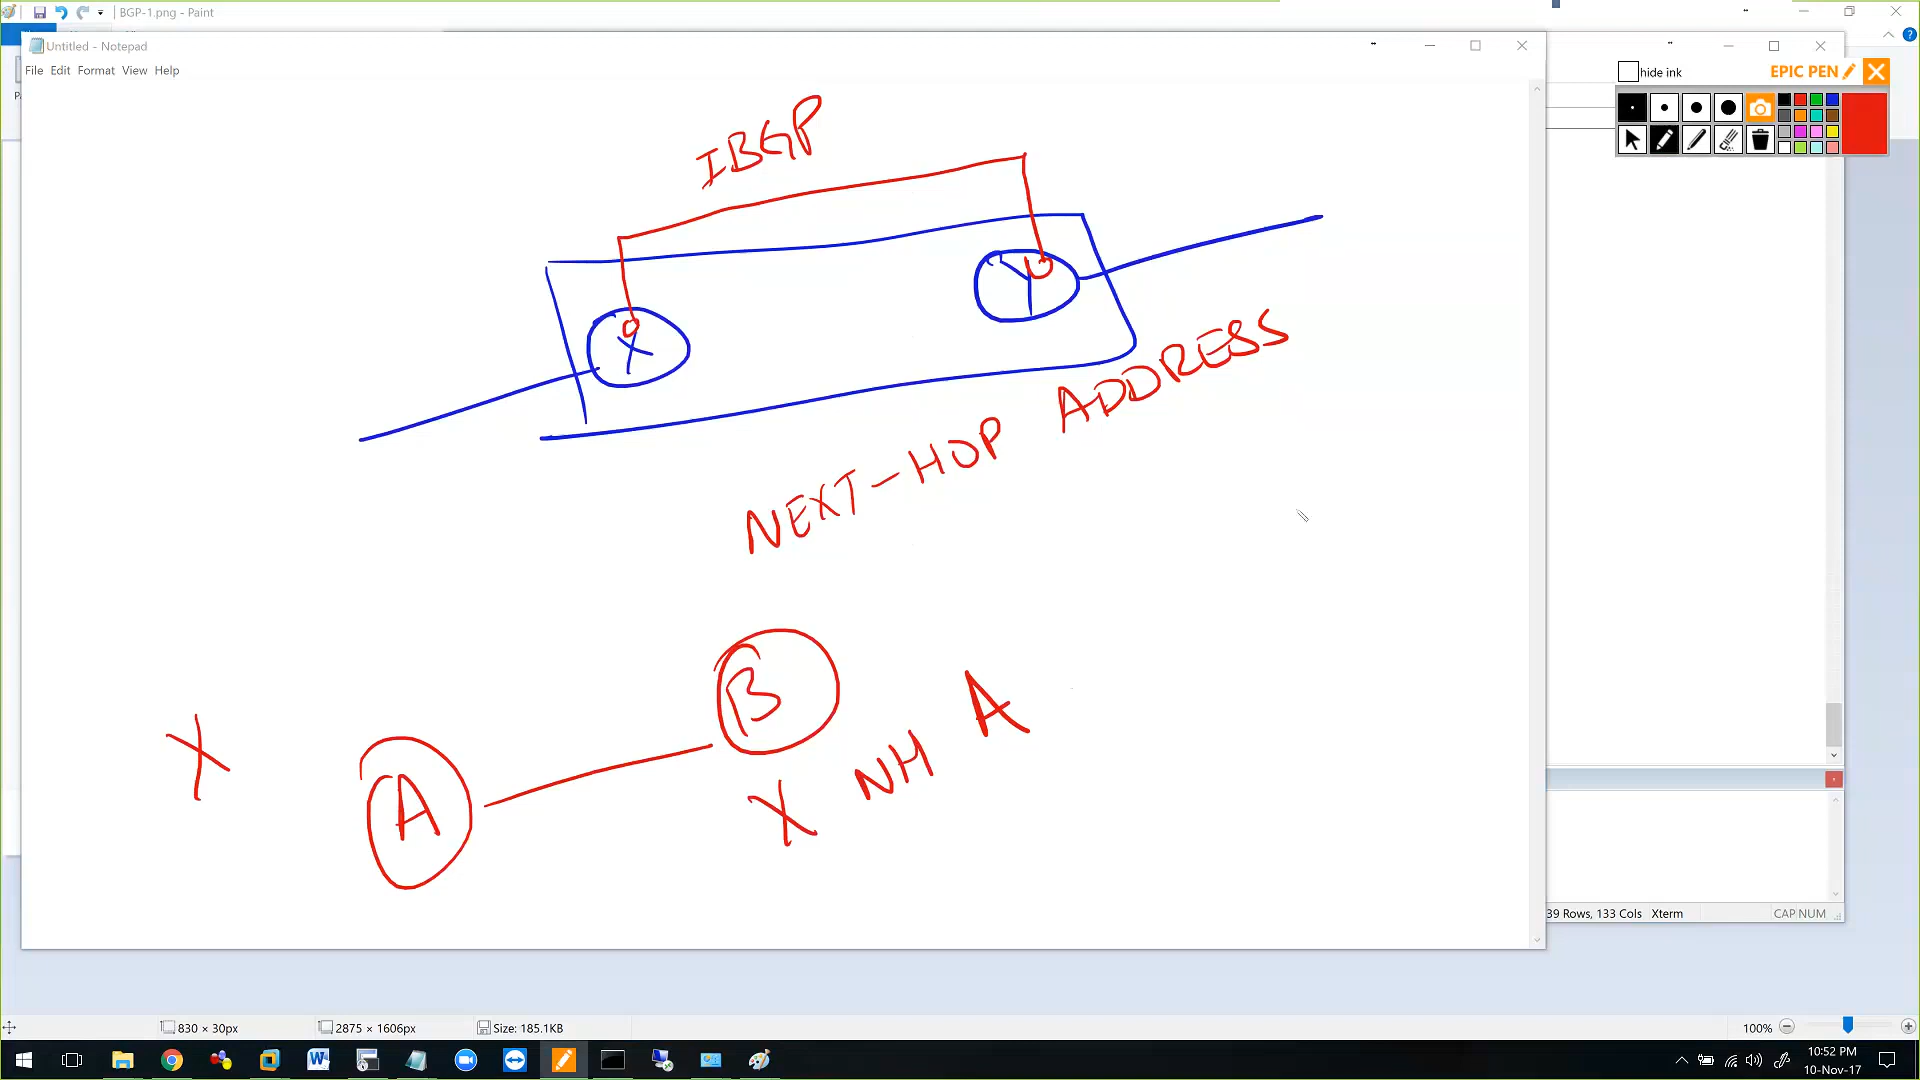 BGP-1.png - Paint
Untitled - Notepad
File Edit Format View Help
hide ink
EPIC PEN
IBGP
X
Y
NEXT-HOP ADDRESS
X
A
B
X NH A
39 Rows, 133 Cols Xterm CAP NUM
830 × 30px 2875 × 1606px Size: 185.1KB 100%
10:52 PM
10-Nov-17